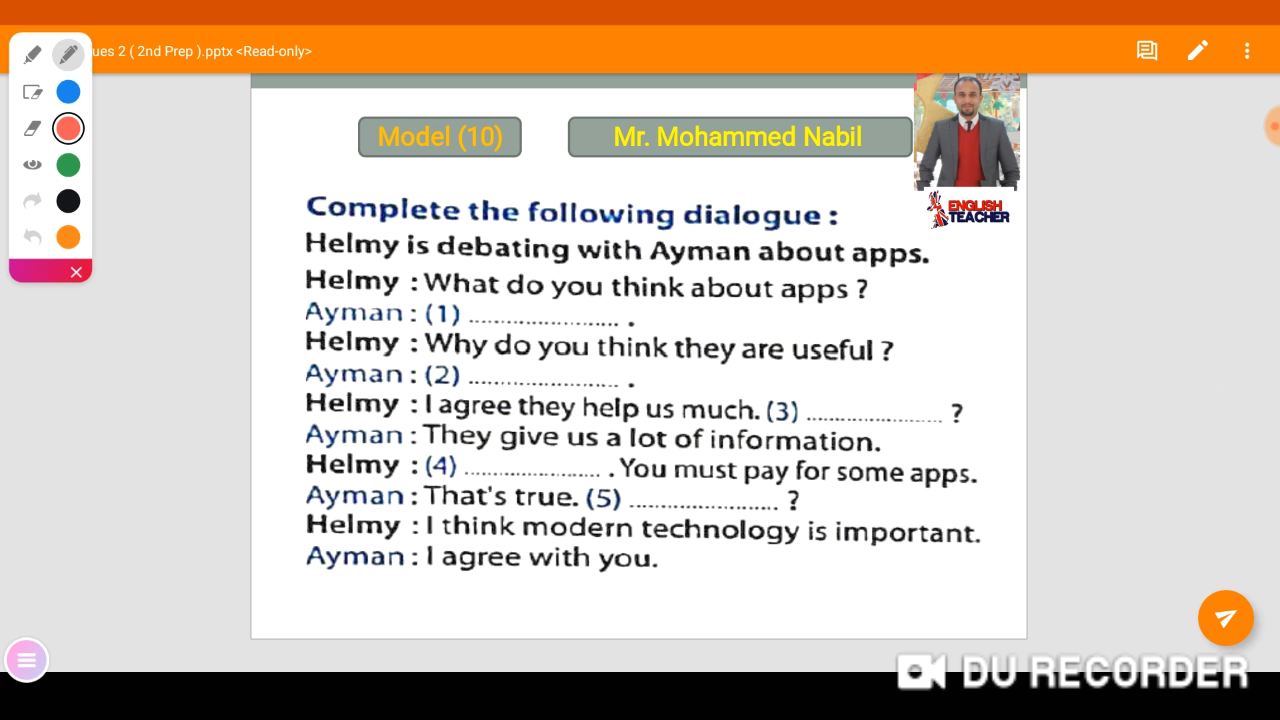 ues 2 ( 2nd Prep ).pptx <Read-only>
Model (10)
Mr. Mohammed Nabil
ENGLISH
TEACHER
Complete the following dialogue :
Helmy is debating with Ayman about apps.
Helmy : What do you think about apps ?
Ayman : (1) ........................ .
Helmy : Why do you think they are useful ?
Ayman : (2) ........................ .
Helmy : I agree they help us much. (3) ...................... ?
Ayman : They give us a lot of information.
Helmy : (4) ...................... . You must pay for some apps.
Ayman : That's true. (5) ........................ ?
Helmy : I think modern technology is important.
Ayman : I agree with you.
DU RECORDER